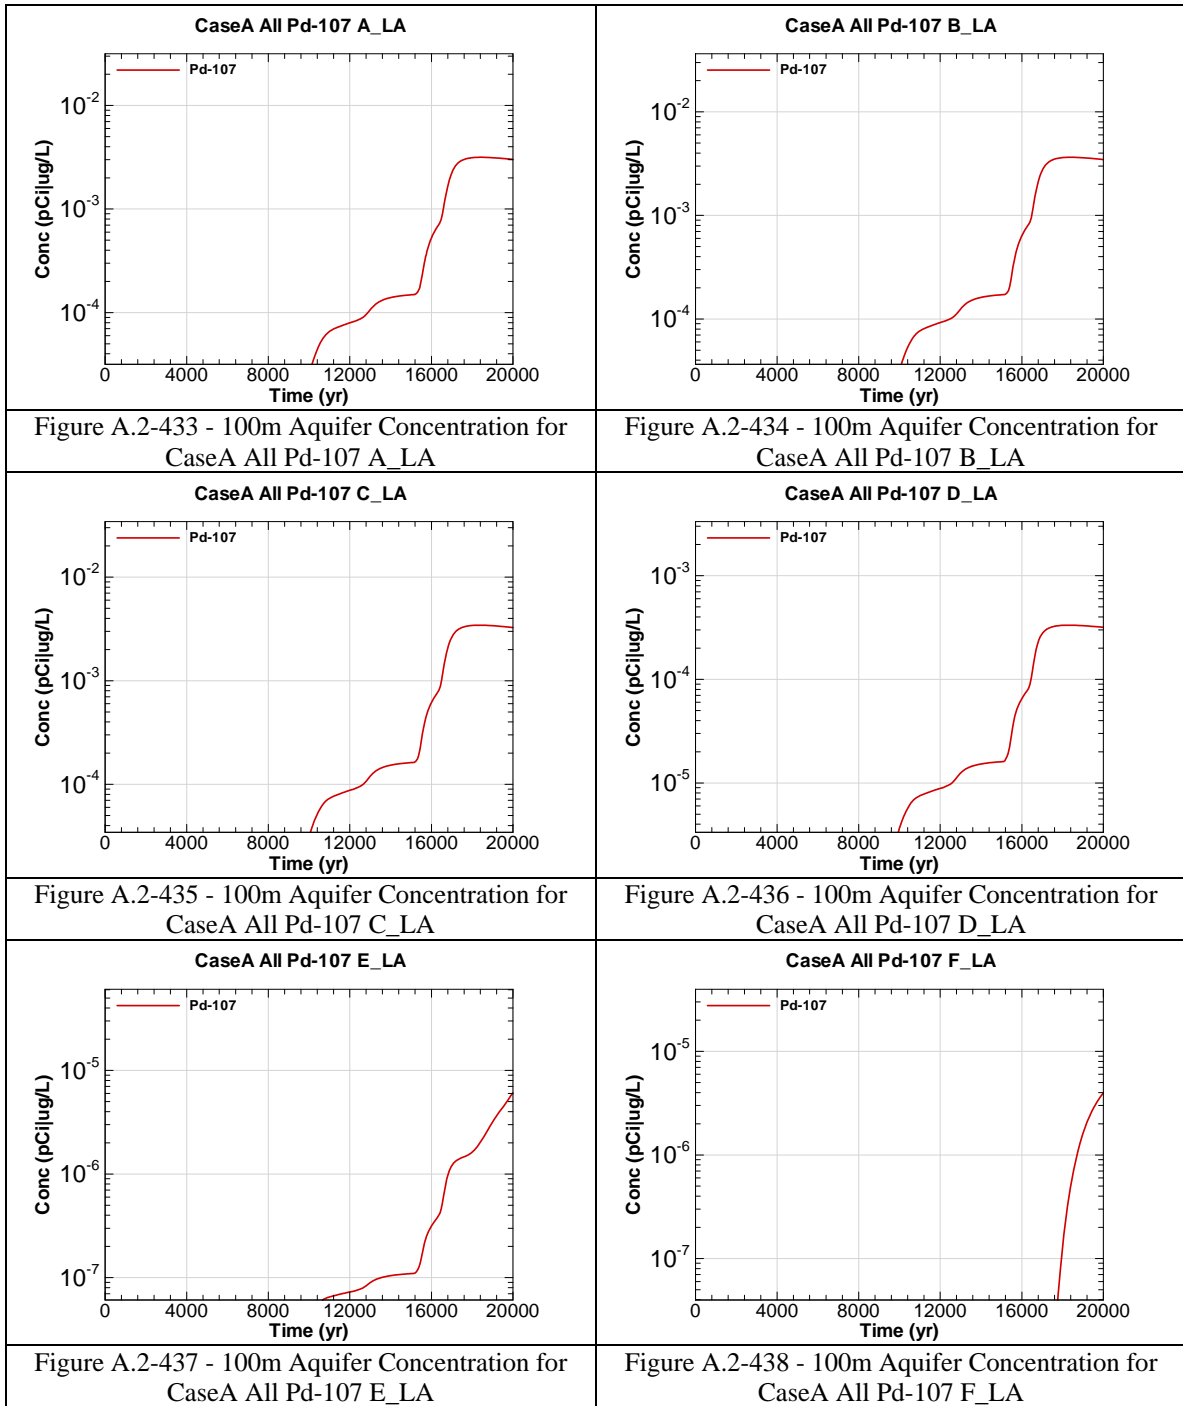 CaseA All Pd-107 A_LA
Pd-107
10-2
10-3
10-4
Conc (pCi|ug/L)
0 4000 8000 12000 16000 20000
Time (yr)
Figure A.2-433 - 100m Aquifer Concentration for
CaseA All Pd-107 A_LA
CaseA All Pd-107 B_LA
Pd-107
10-2
10-3
10-4
Conc (pCi|ug/L)
0 4000 8000 12000 16000 20000
Time (yr)
Figure A.2-434 - 100m Aquifer Concentration for
CaseA All Pd-107 B_LA
CaseA All Pd-107 C_LA
Pd-107
10-2
10-3
10-4
Conc (pCi|ug/L)
0 4000 8000 12000 16000 20000
Time (yr)
Figure A.2-435 - 100m Aquifer Concentration for
CaseA All Pd-107 C_LA
CaseA All Pd-107 D_LA
Pd-107
10-3
10-4
10-5
Conc (pCi|ug/L)
0 4000 8000 12000 16000 20000
Time (yr)
Figure A.2-436 - 100m Aquifer Concentration for
CaseA All Pd-107 D_LA
CaseA All Pd-107 E_LA
Pd-107
10-5
10-6
10-7
Conc (pCi|ug/L)
0 4000 8000 12000 16000 20000
Time (yr)
Figure A.2-437 - 100m Aquifer Concentration for
CaseA All Pd-107 E_LA
CaseA All Pd-107 F_LA
Pd-107
10-5
10-6
10-7
Conc (pCi|ug/L)
0 4000 8000 12000 16000 20000
Time (yr)
Figure A.2-438 - 100m Aquifer Concentration for
CaseA All Pd-107 F_LA